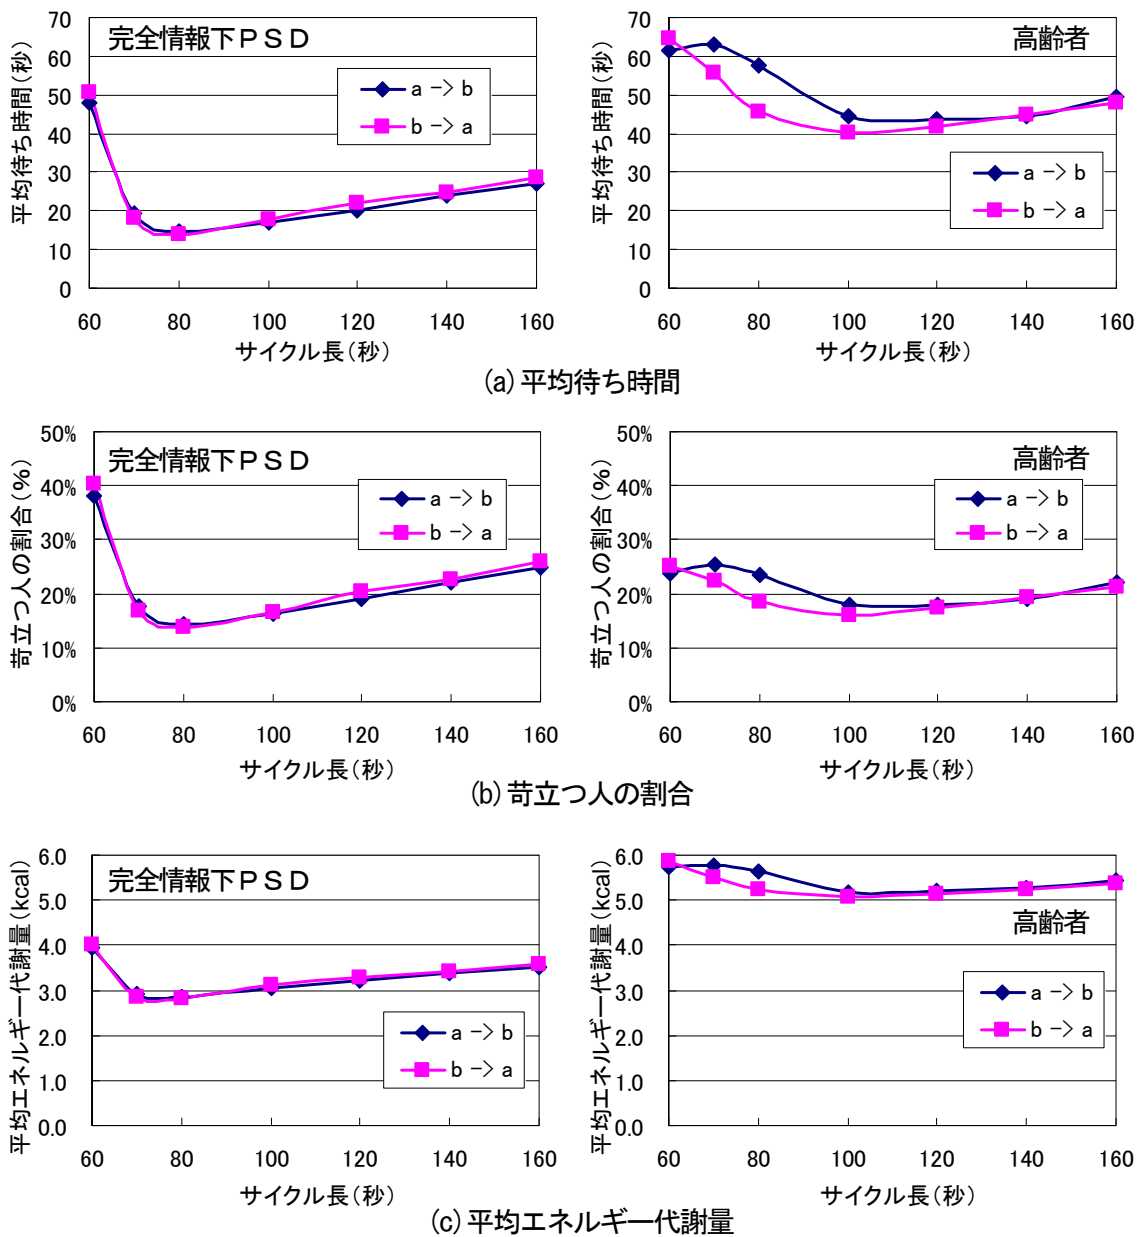 平均待ち時間(秒)
70
60
50
40
30
20
10
0
完全情報下PSD
a -> b
b -> a
60 80 100 120 140 160
サイクル長(秒)
平均待ち時間(秒)
70
60
50
40
30
20
10
0
高齢者
a -> b
b -> a
60 80 100 120 140 160
サイクル長(秒)
(a) 平均待ち時間
苛立つ人の割合(%)
50%
40%
30%
20%
10%
0%
完全情報下PSD
a -> b
b -> a
60 80 100 120 140 160
サイクル長(秒)
苛立つ人の割合(%)
50%
40%
30%
20%
10%
0%
高齢者
a -> b
b -> a
60 80 100 120 140 160
サイクル長(秒)
(b) 苛立つ人の割合
平均エネルギー代謝量(kcal)
6.0
5.0
4.0
3.0
2.0
1.0
0.0
完全情報下PSD
a -> b
b -> a
60 80 100 120 140 160
サイクル長(秒)
平均エネルギー代謝量(kcal)
6.0
5.0
4.0
3.0
2.0
1.0
0.0
高齢者
a -> b
b -> a
60 80 100 120 140 160
サイクル長(秒)
(c) 平均エネルギー代謝量